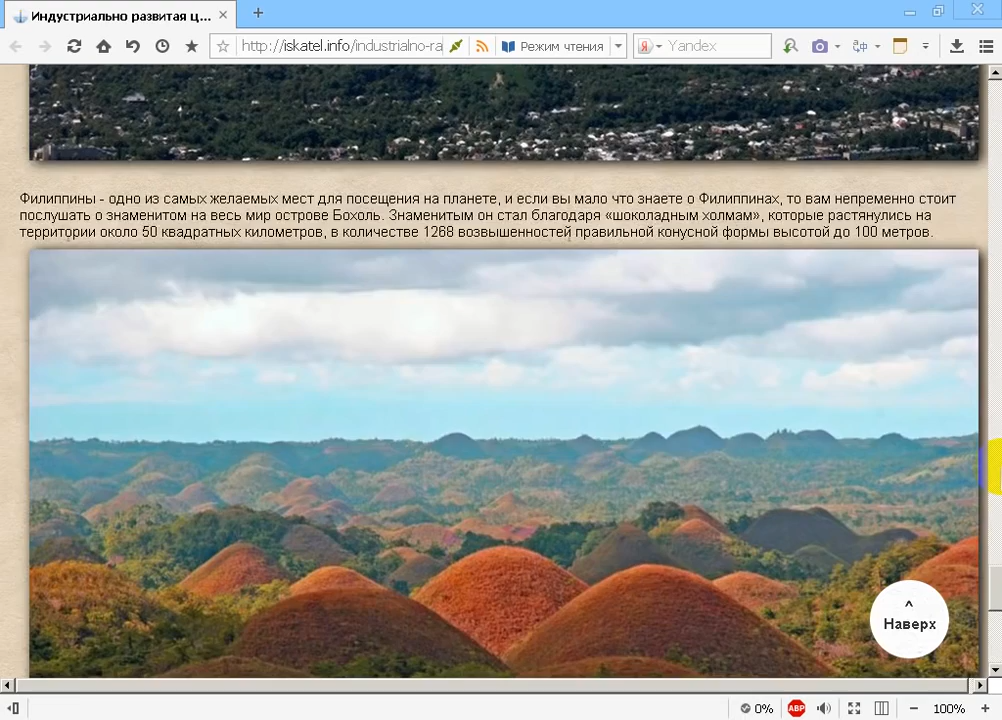 Индустриально развитая ц...
http://iskatel.info/industrialno-ra
Режим чтения
Я
Yandex
Филиппины - одно из самых желаемых мест для посещения на планете, и если вы мало что знаете о Филиппинах, то вам непременно стоит
послушать о знаменитом на весь мир острове Бохоль. Знаменитым он стал благодаря «шоколадным холмам», которые растянулись на
территории около 50 квадратных километров, в количестве 1268 возвышенностей правильной конусной формы высотой до 100 метров.
^
Наверх
0%
ABP
100%